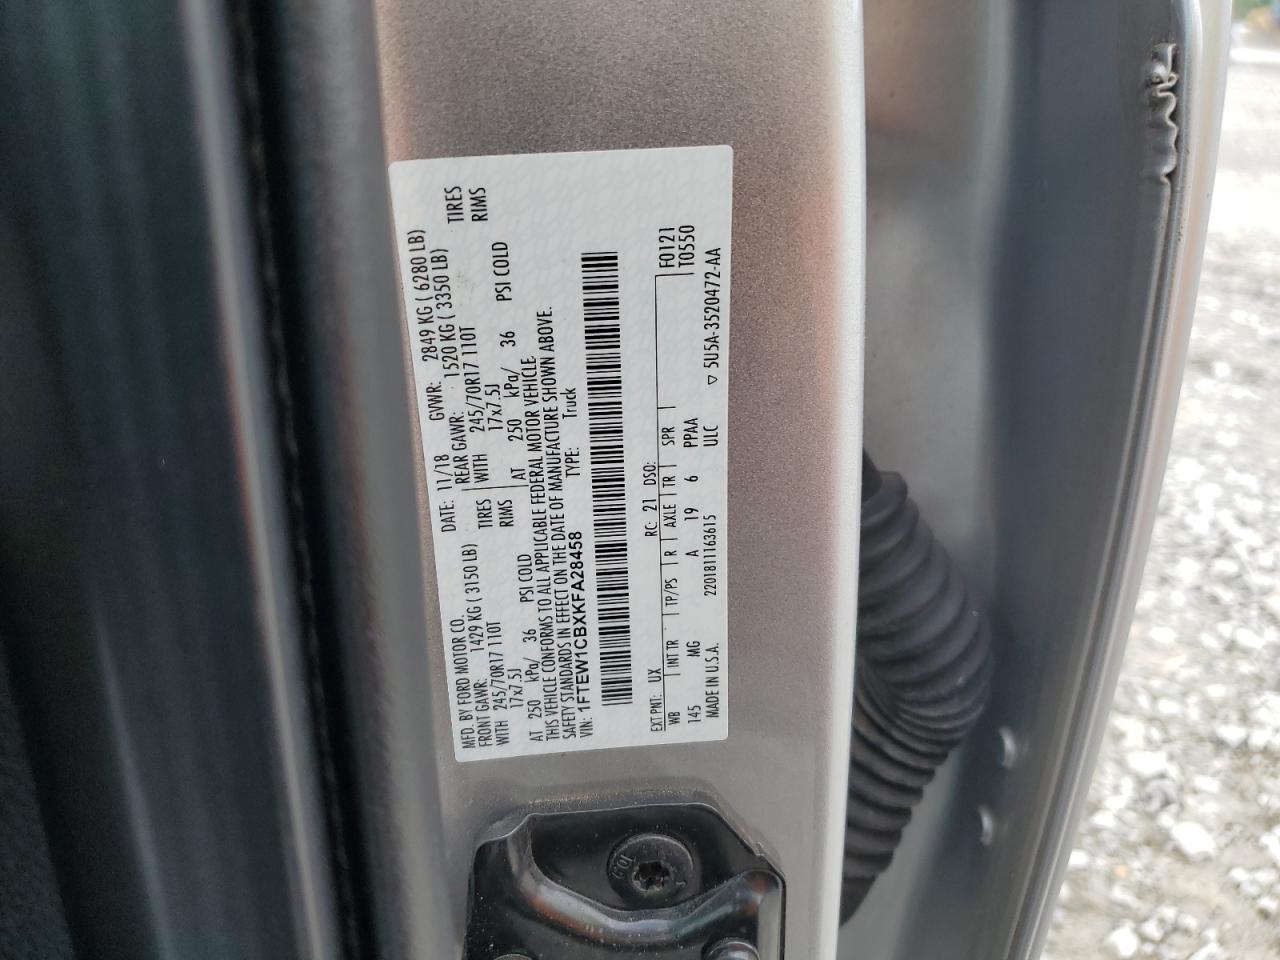 MFD. BY FORD MOTOR CO.
DATE: 11/18 GVWR: 2849 KG ( 6280 LB)
FRONT GAWR: 1429 KG ( 3150 LB) REAR GAWR: 1520 KG ( 3350 LB)
WITH 245/70R17 110T TIRES WITH 245/70R17 110T TIRES
17x7.5J RIMS 17x7.5J RIMS
AT 250 kPa/ 36 PSI COLD AT 250 kPa/ 36 PSI COLD
THIS VEHICLE CONFORMS TO ALL APPLICABLE FEDERAL MOTOR VEHICLE
SAFETY STANDARDS IN EFFECT ON THE DATE OF MANUFACTURE SHOWN ABOVE.
VIN: 1FTEW1CBXKFA28458 TYPE: Truck
EXT PNT: UX RC: 21 DSO: F0121
WB INT TR TP/PS R AXLE TR SPR T0550
145 MG A 19 6 PPAA
MADE IN U.S.A. 2201811163615 ULC ▽ 5U5A-3520472-AA